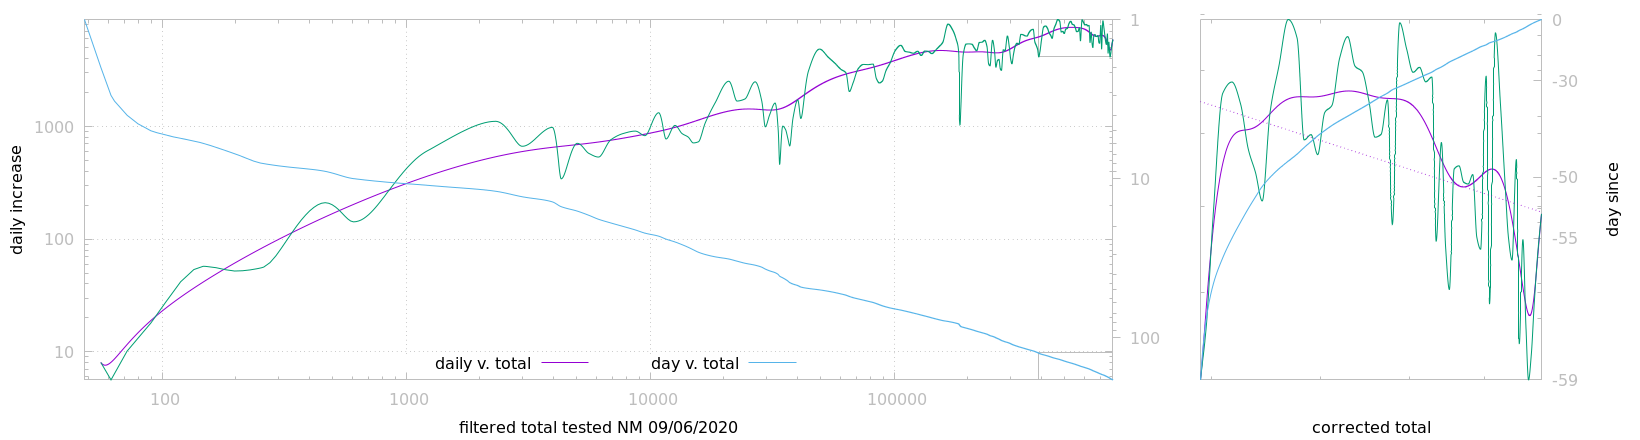 daily increase
1000
100
10
100
1000
10000
100000
1
10
100
daily v. total
day v. total
filtered total tested NM 09/06/2020
0
-30
-50
-55
-59
day since
corrected total